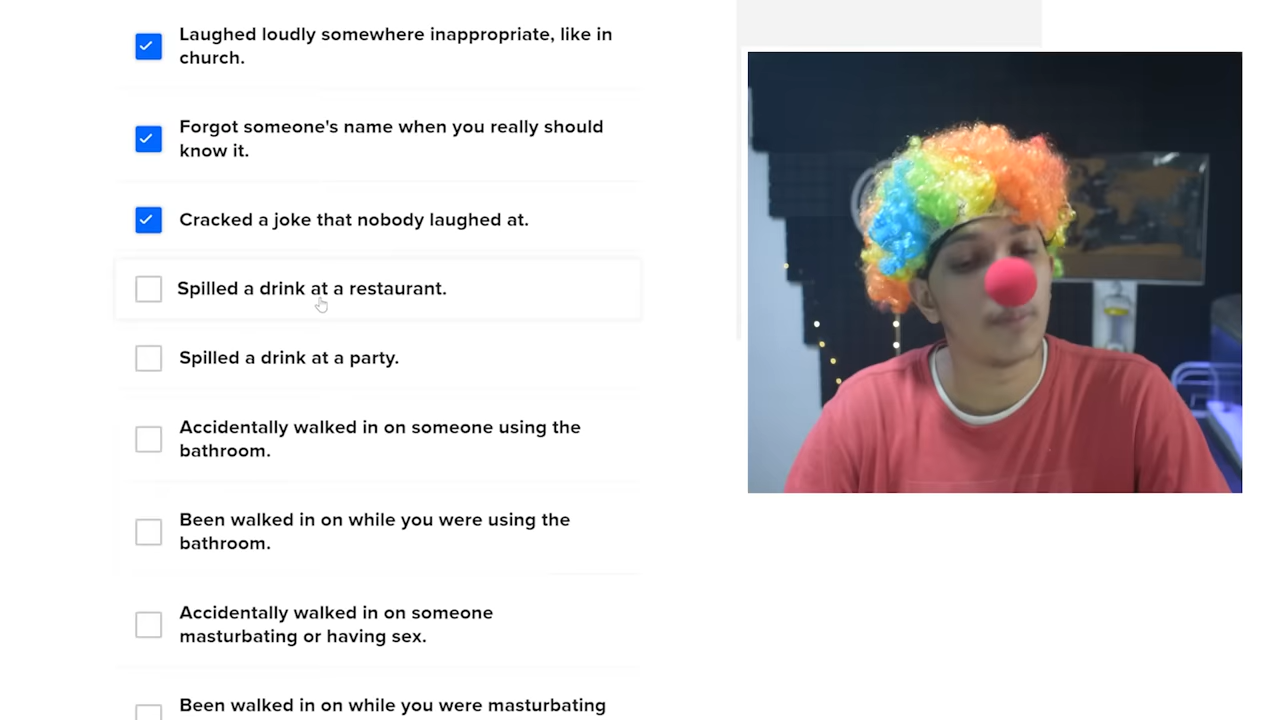 Laughed loudly somewhere inappropriate, like in
church.
Forgot someone's name when you really should
know it.
Cracked a joke that nobody laughed at.
Spilled a drink at a restaurant.
Spilled a drink at a party.
Accidentally walked in on someone using the
bathroom.
Been walked in on while you were using the
bathroom.
Accidentally walked in on someone
masturbating or having sex.
Been walked in on while you were masturbating